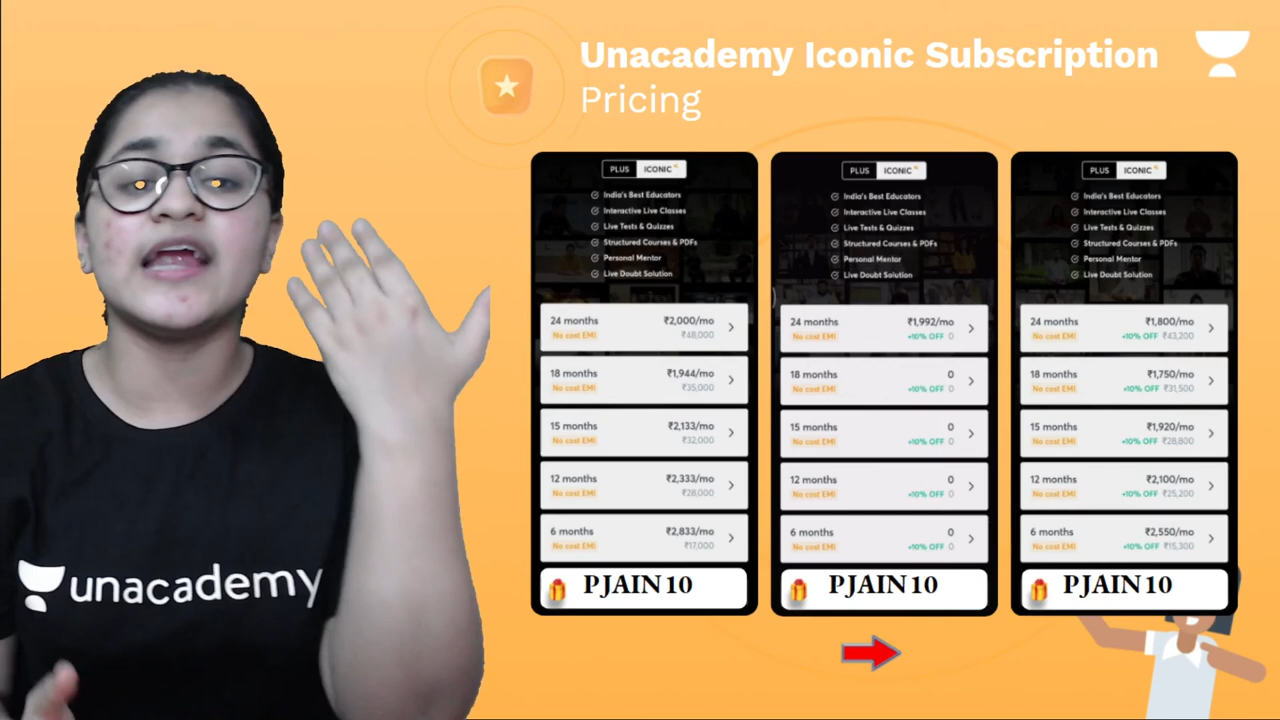 Unacademy Iconic Subscription
Pricing
PLUS ICONIC
India's Best Educators
Interactive Live Classes
Live Tests & Quizzes
Structured Courses & PDFs
Personal Mentor
Live Doubt Solution
24 months ₹2,000/mo
No cost EMI ₹48,000
18 months ₹1,944/mo
No cost EMI ₹35,000
15 months ₹2,133/mo
No cost EMI ₹32,000
12 months ₹2,333/mo
No cost EMI ₹28,000
6 months ₹2,833/mo
No cost EMI ₹17,000
PJAIN10
PLUS ICONIC
India's Best Educators
Interactive Live Classes
Live Tests & Quizzes
Structured Courses & PDFs
Personal Mentor
Live Doubt Solution
24 months ₹1,992/mo
No cost EMI +10% OFF 0
18 months 0
No cost EMI +10% OFF 0
15 months 0
No cost EMI +10% OFF 0
12 months 0
No cost EMI +10% OFF 0
6 months 0
No cost EMI +10% OFF 0
PJAIN10
PLUS ICONIC
India's Best Educators
Interactive Live Classes
Live Tests & Quizzes
Structured Courses & PDFs
Personal Mentor
Live Doubt Solution
24 months ₹1,800/mo
No cost EMI +10% OFF ₹43,200
18 months ₹1,750/mo
No cost EMI +10% OFF ₹31,500
15 months ₹1,920/mo
No cost EMI +10% OFF ₹28,800
12 months ₹2,100/mo
No cost EMI +10% OFF ₹25,200
6 months ₹2,550/mo
No cost EMI +10% OFF ₹15,300
PJAIN10
unacademy